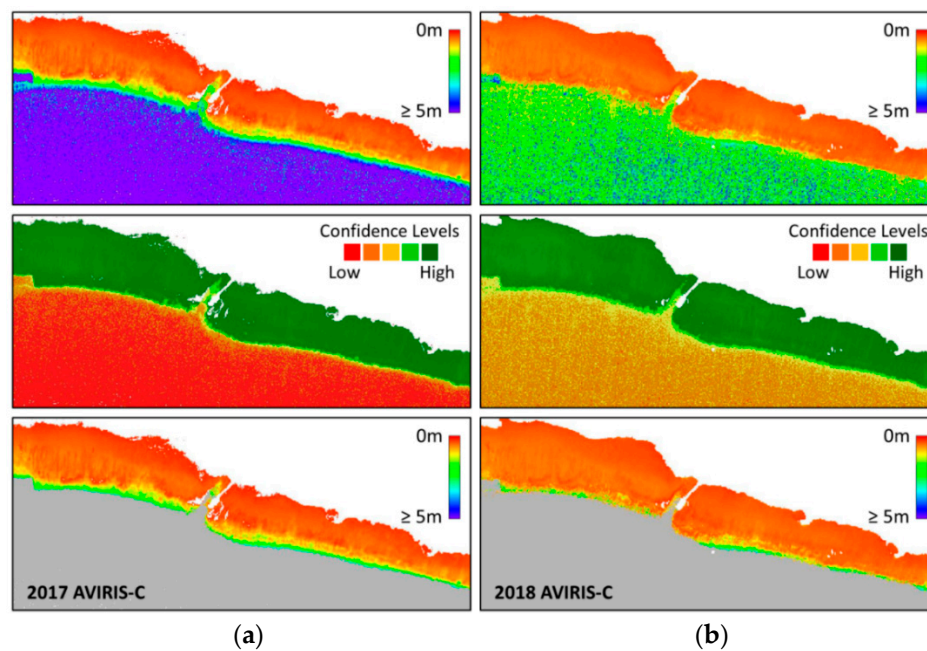 0m
≥ 5m
0m
≥ 5m
Confidence Levels
Low High
Confidence Levels
Low High
0m
≥ 5m
2017 AVIRIS-C
0m
≥ 5m
2018 AVIRIS-C
(a)
(b)